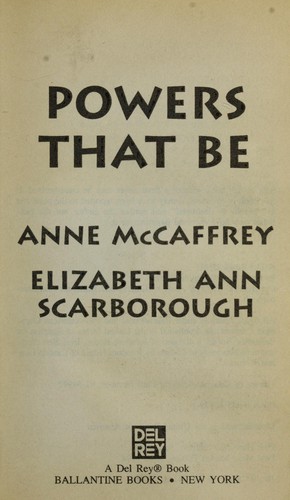 POWERS
THAT BE
ANNE McCAFFREY
ELIZABETH ANN
SCARBOROUGH
DEL
REY
A Del Rey® Book
BALLANTINE BOOKS • NEW YORK